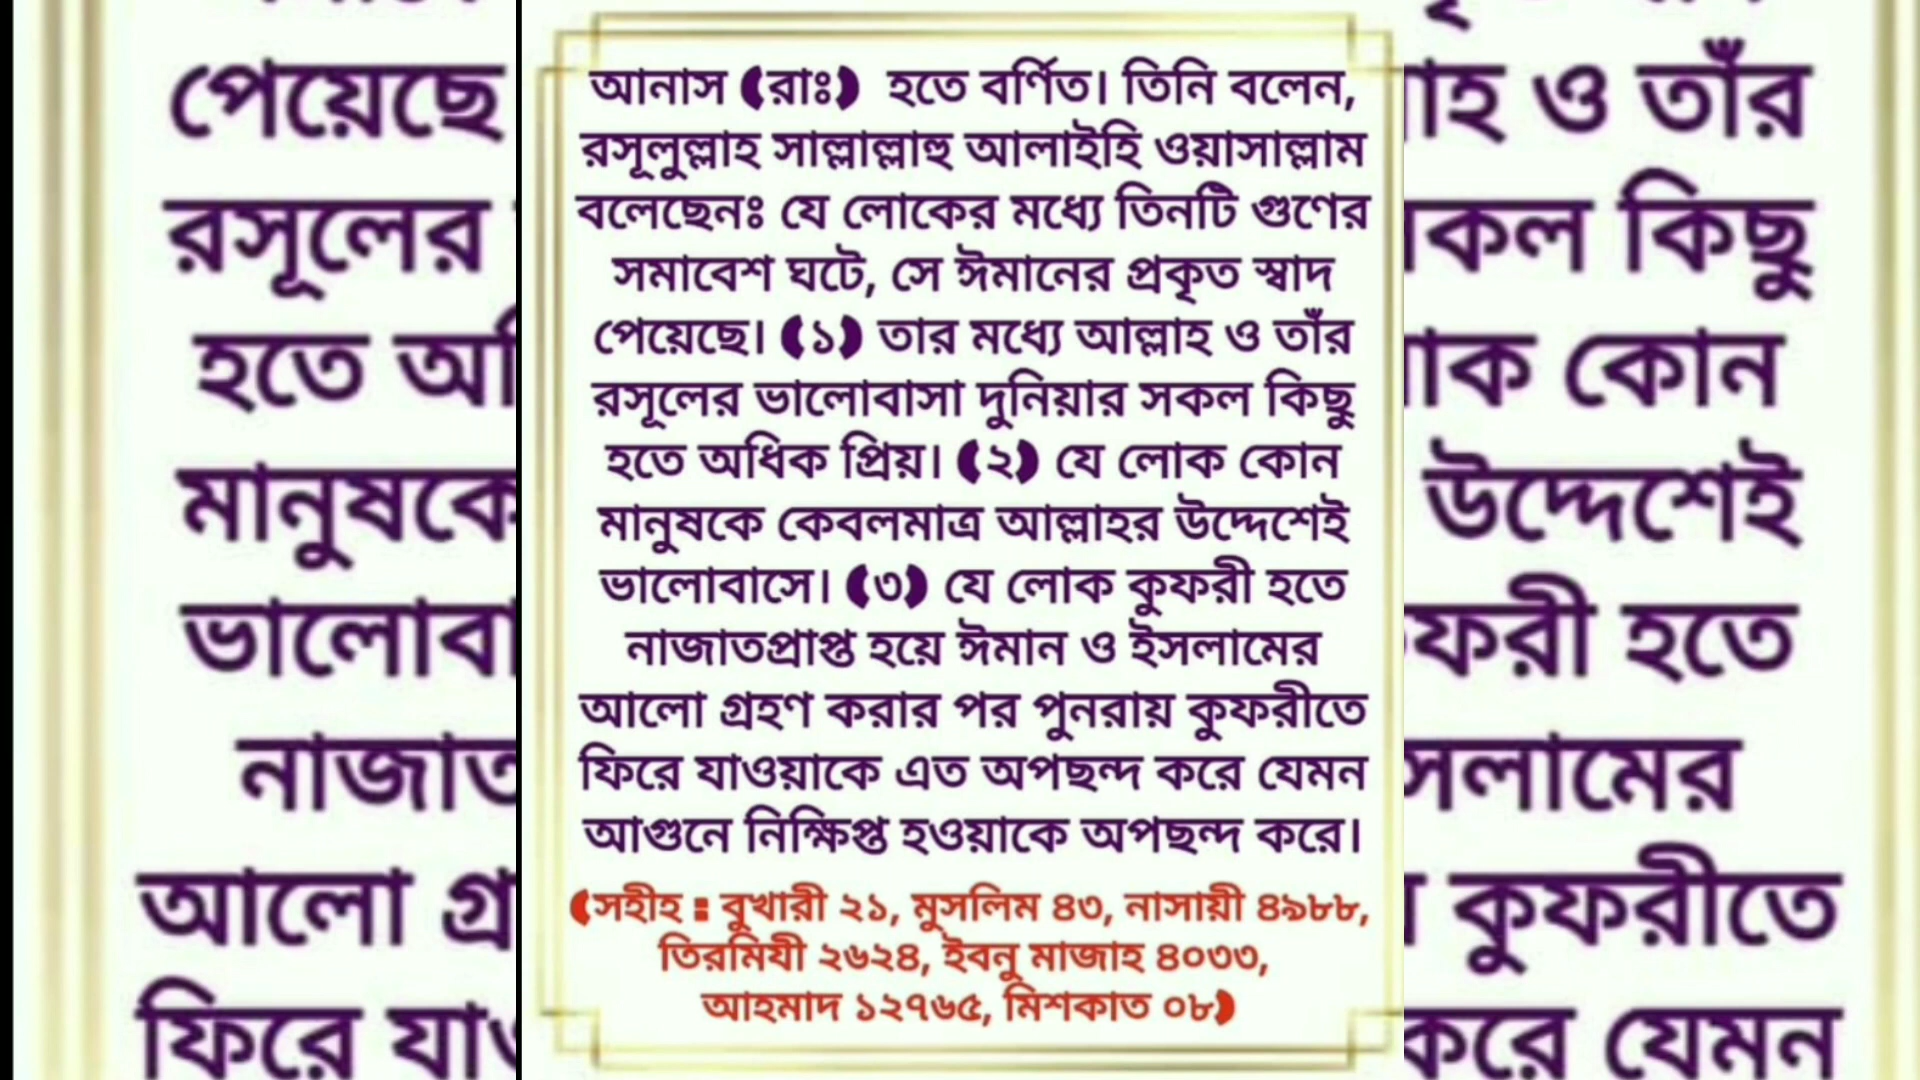 আনাস (রাঃ) হতে বর্ণিত। তিনি বলেন,
রসূলুল্লাহ সাল্লাল্লাহু আলাইহি ওয়াসাল্লাম
বলেছেনঃ যে লোকের মধ্যে তিনটি গুণের
সমাবেশ ঘটে, সে ঈমানের প্রকৃত স্বাদ
পেয়েছে। (১) তার মধ্যে আল্লাহ ও তাঁর
রসূলের ভালোবাসা দুনিয়ার সকল কিছু
হতে অধিক প্রিয়। (২) যে লোক কোন
মানুষকে কেবলমাত্র আল্লাহর উদ্দেশেই
ভালোবাসে। (৩) যে লোক কুফরী হতে
নাজাতপ্রাপ্ত হয়ে ঈমান ও ইসলামের
আলো গ্রহণ করার পর পুনরায় কুফরীতে
ফিরে যাওয়াকে এত অপছন্দ করে যেমন
আগুনে নিক্ষিপ্ত হওয়াকে অপছন্দ করে।
(সহীহ : বুখারী ২১, মুসলিম ৪৩, নাসায়ী ৪৯৮৮,
তিরমিযী ২৬২৪, ইবনু মাজাহ ৪০৩৩,
আহমাদ ১২৭৬৫, মিশকাত ০৮)